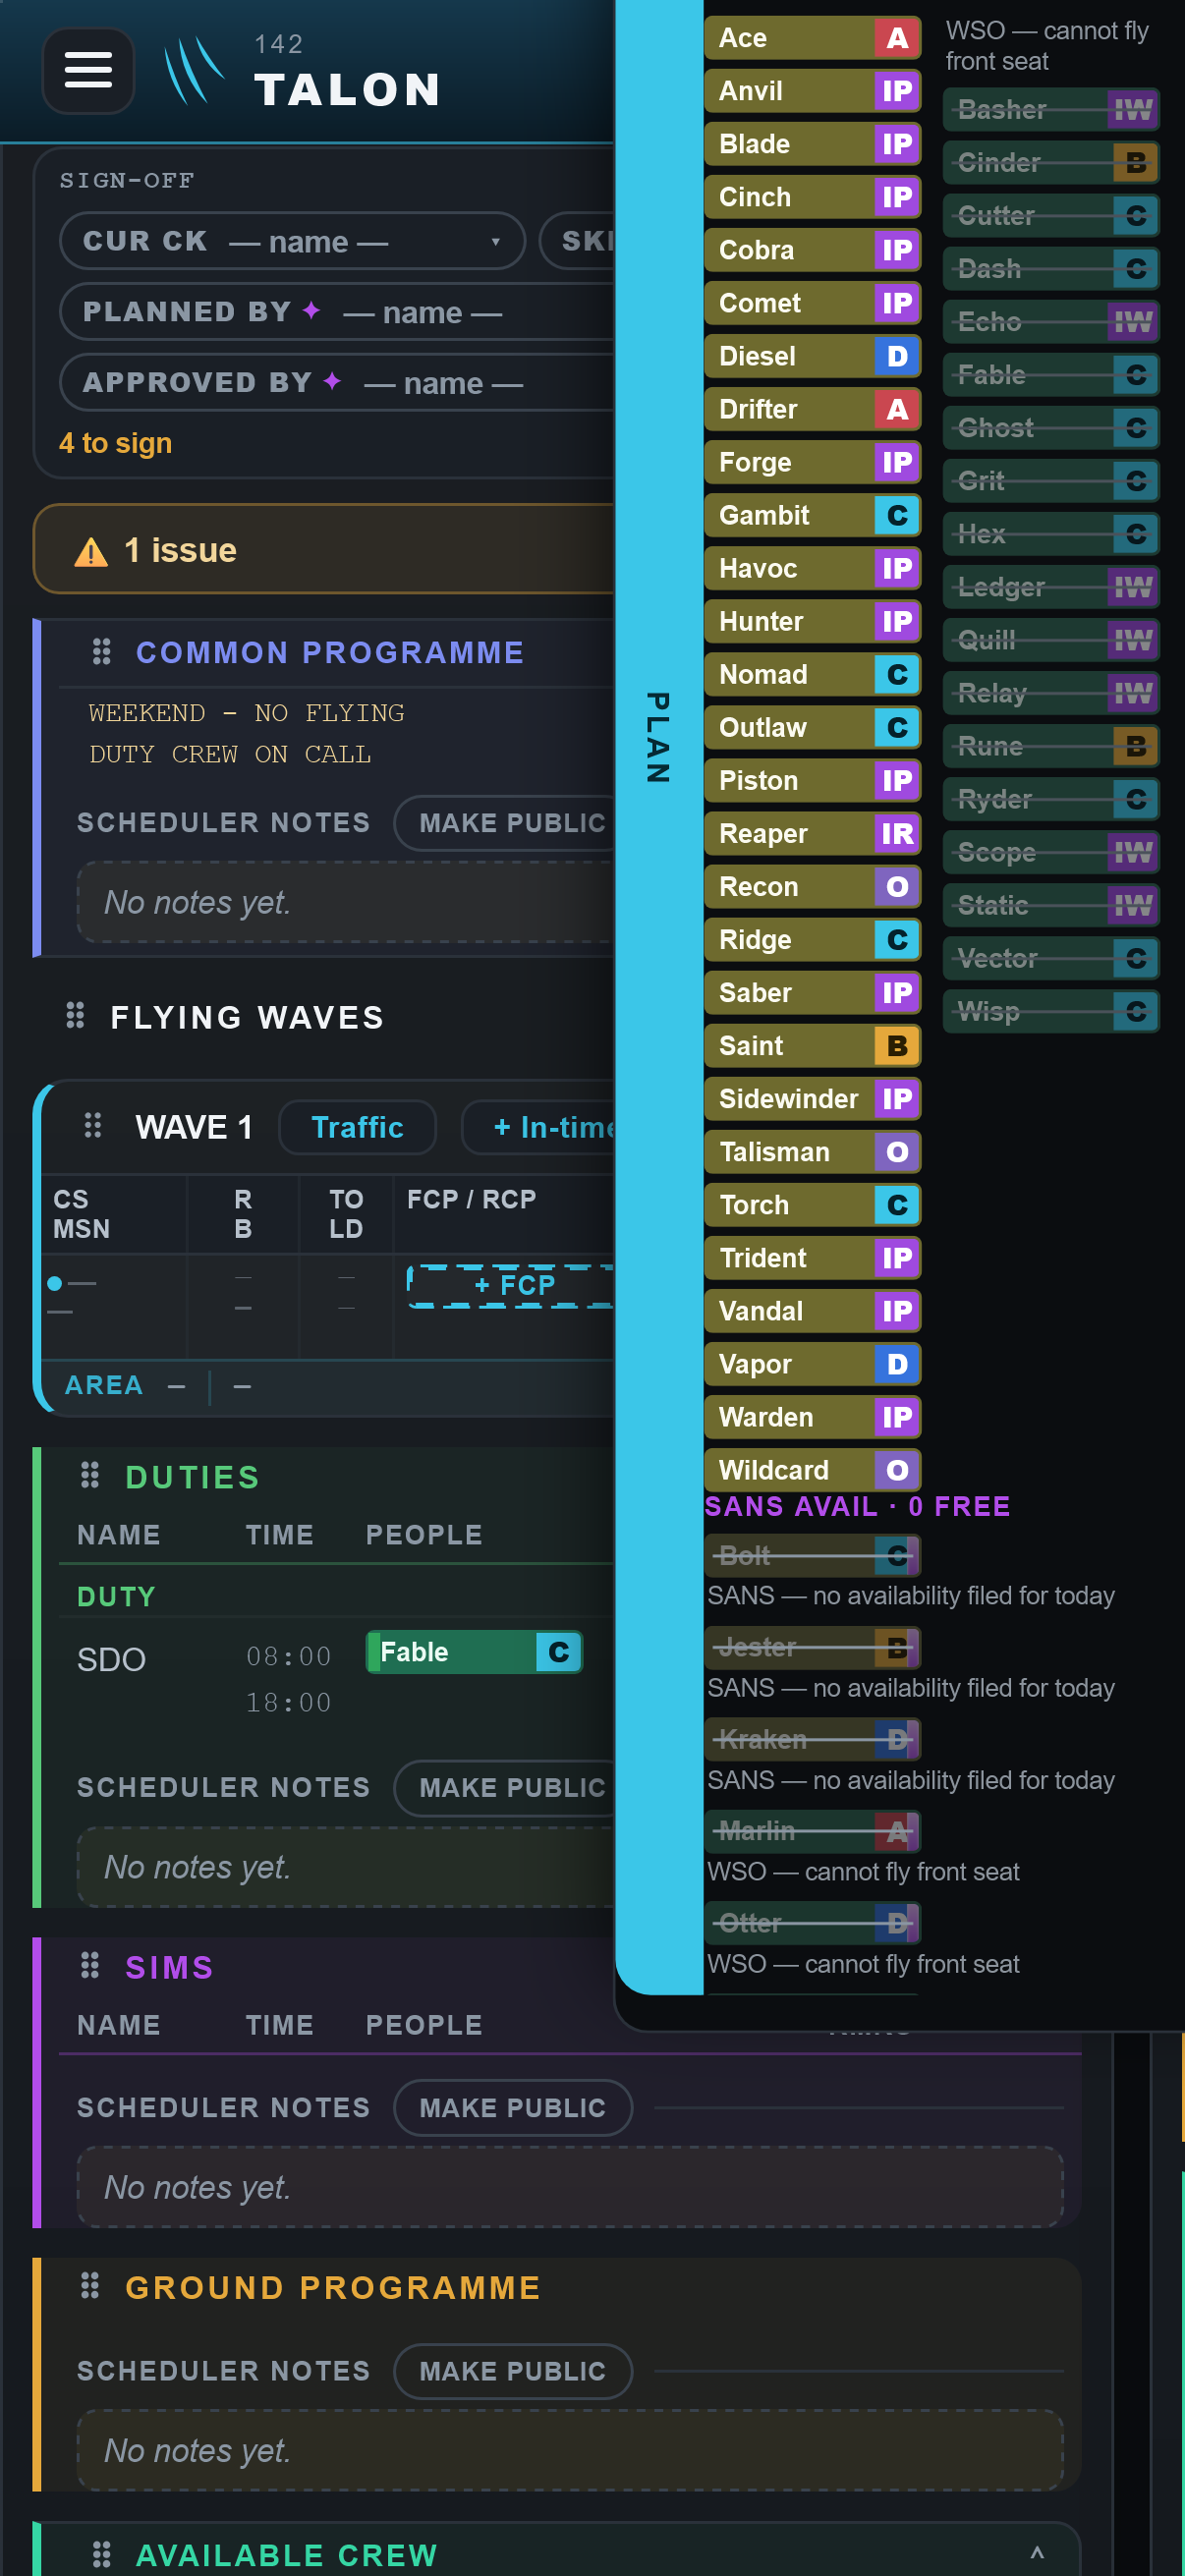 142
TALON
SIGN-OFF
CUR CK — name —
PLANNED BY ✦ — name —
APPROVED BY ✦ — name —
4 to sign
1 issue
COMMON PROGRAMME
WEEKEND - NO FLYING
DUTY CREW ON CALL
SCHEDULER NOTES MAKE PUBLIC
No notes yet.
FLYING WAVES
WAVE 1 Traffic + In-time
CS R TO FCP / RCP
MSN B LD
+ FCP
AREA – | –
DUTIES
NAME TIME PEOPLE
DUTY
SDO 08:00 Fable C
18:00
SCHEDULER NOTES MAKE PUBLIC
No notes yet.
SIMS
NAME TIME PEOPLE
SCHEDULER NOTES MAKE PUBLIC
No notes yet.
GROUND PROGRAMME
SCHEDULER NOTES MAKE PUBLIC
No notes yet.
AVAILABLE CREW
PLAN
Ace A
Anvil IP
Blade IP
Cinch IP
Cobra IP
Comet IP
Diesel D
Drifter A
Forge IP
Gambit C
Havoc IP
Hunter IP
Nomad C
Outlaw C
Piston IP
Reaper IR
Recon O
Ridge C
Saber IP
Saint B
Sidewinder IP
Talisman O
Torch C
Trident IP
Vandal IP
Vapor D
Warden IP
Wildcard O
WSO — cannot fly
front seat
Basher IW
Cinder B
Cutter C
Dash C
Echo IW
Fable C
Ghost C
Grit C
Hex C
Ledger IW
Quill IW
Relay IW
Rune B
Ryder C
Scope IW
Static IW
Vector C
Wisp C
SANS AVAIL · 0 FREE
Bolt C
SANS — no availability filed for today
Jester B
SANS — no availability filed for today
Kraken D
SANS — no availability filed for today
Marlin A
WSO — cannot fly front seat
Otter D
WSO — cannot fly front seat